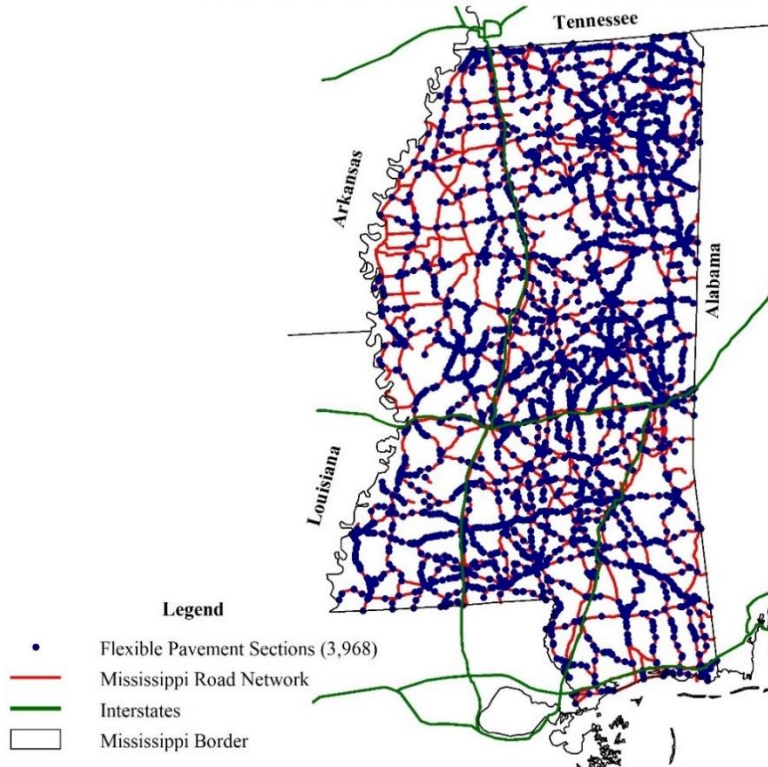 Tennessee
Arkansas
Alabama
Louisiana
Legend
Flexible Pavement Sections (3,968)
Mississippi Road Network
Interstates
Mississippi Border